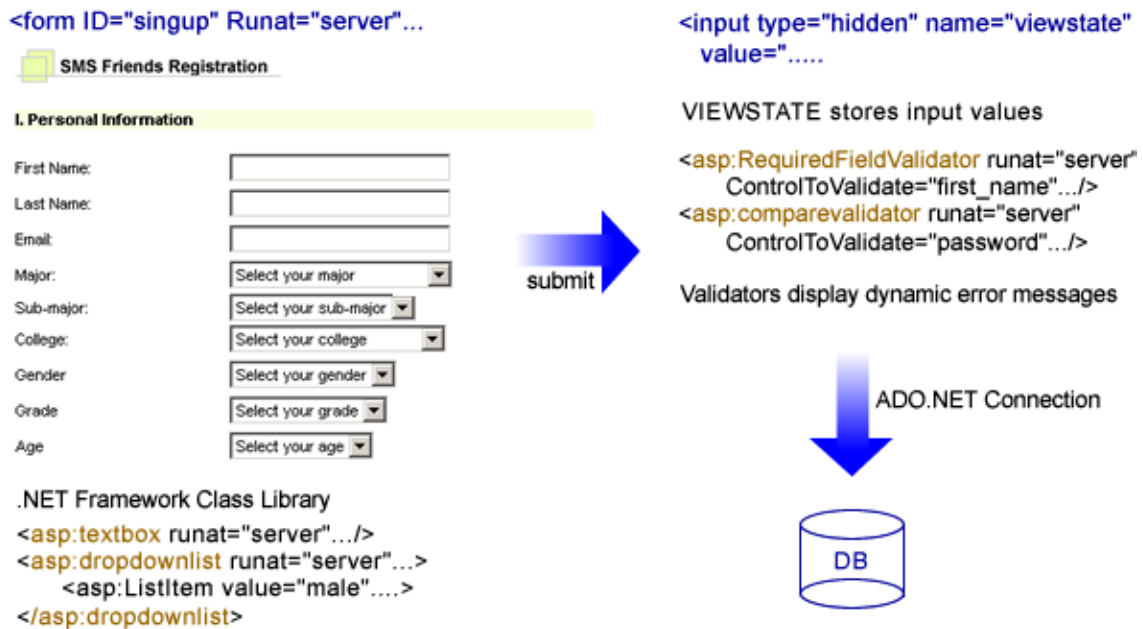 <form ID="singup" Runat="server"...
SMS Friends Registration
I. Personal Information
First Name:
Last Name:
Email:
Major: Select your major
Sub-major: Select your sub-major
College: Select your college
Gender Select your gender
Grade Select your grade
Age Select your age
.NET Framework Class Library
<asp:textbox runat="server".../>
<asp:dropdownlist runat="server"...>
<asp:ListItem value="male"....>
</asp:dropdownlist>
submit
<input type="hidden" name="viewstate"
value=".....
VIEWSTATE stores input values
<asp:RequiredFieldValidator runat="server"
ControlToValidate="first_name".../>
<asp:comparevalidator runat="server"
ControlToValidate="password".../>
Validators display dynamic error messages
ADO.NET Connection
DB